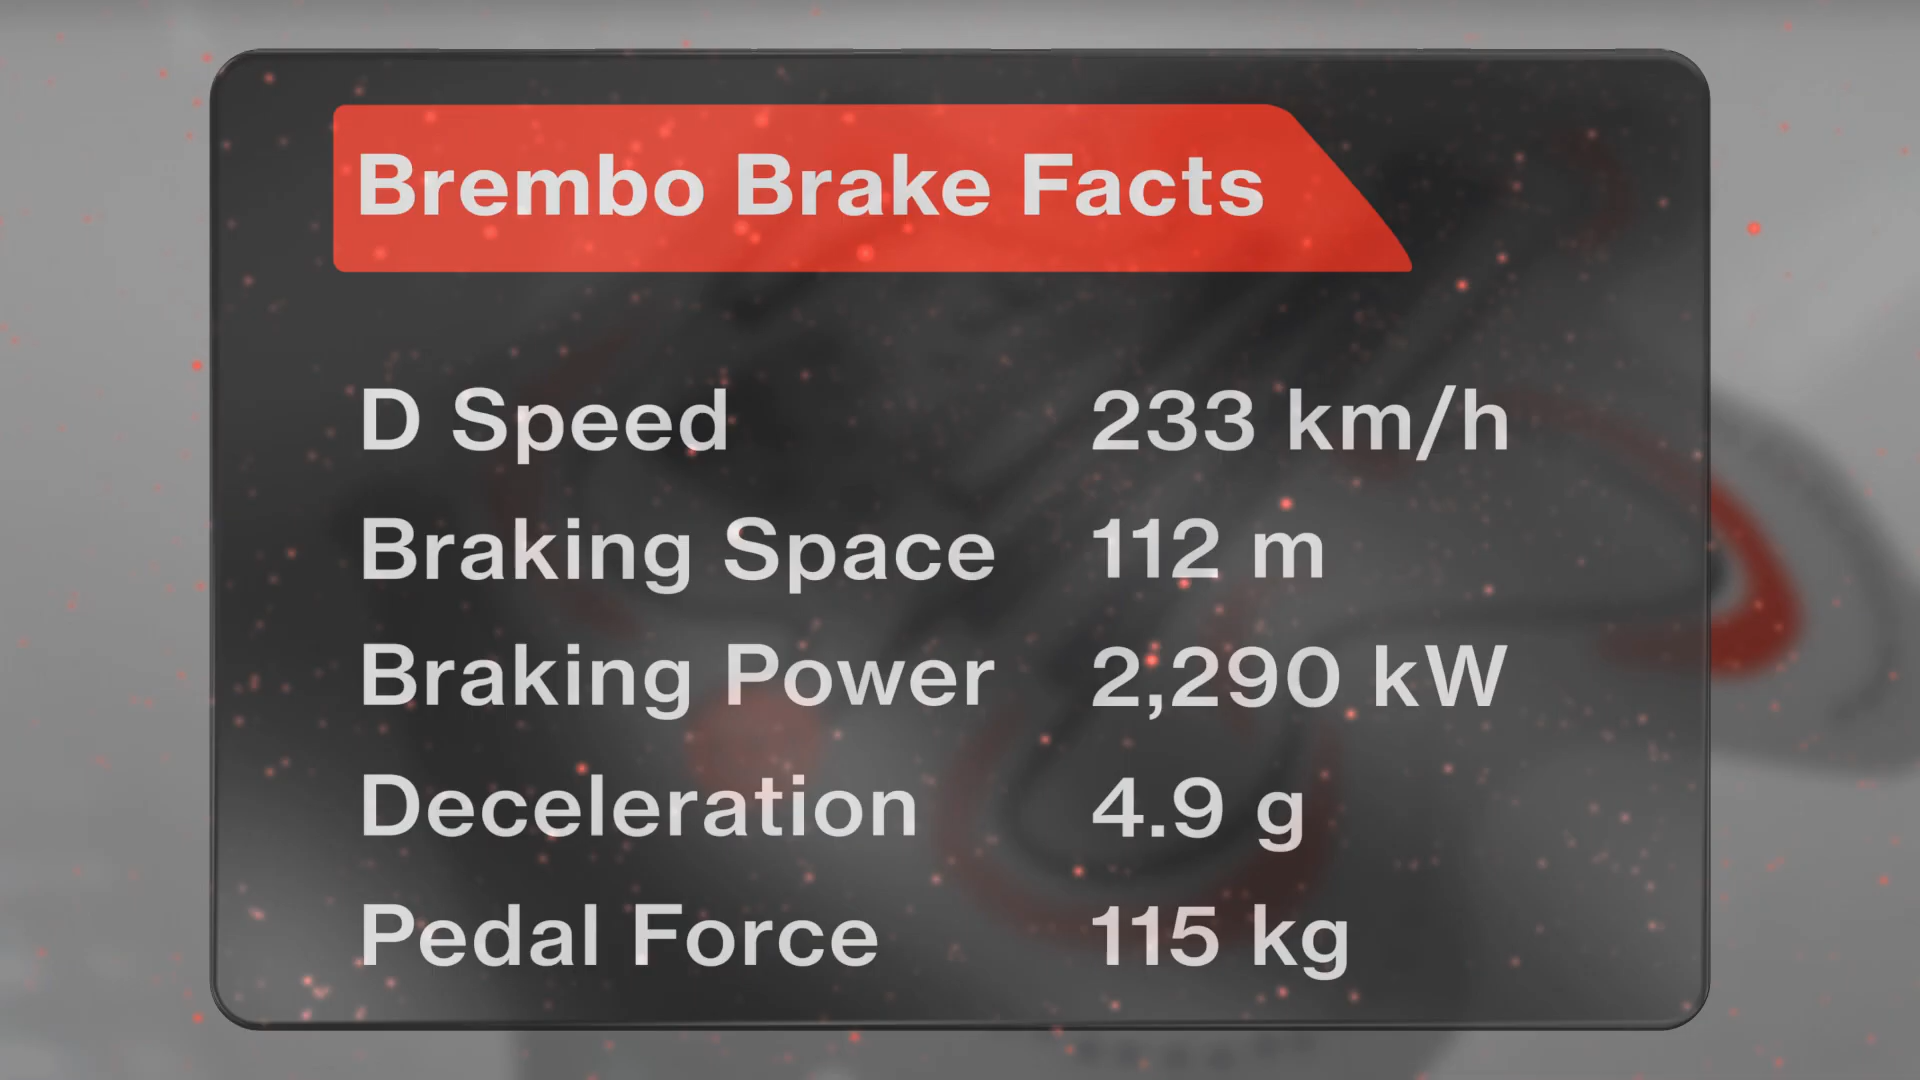 Brembo Brake Facts
D Speed 233 km/h
Braking Space 112 m
Braking Power 2,290 kW
Deceleration 4.9 g
Pedal Force 115 kg